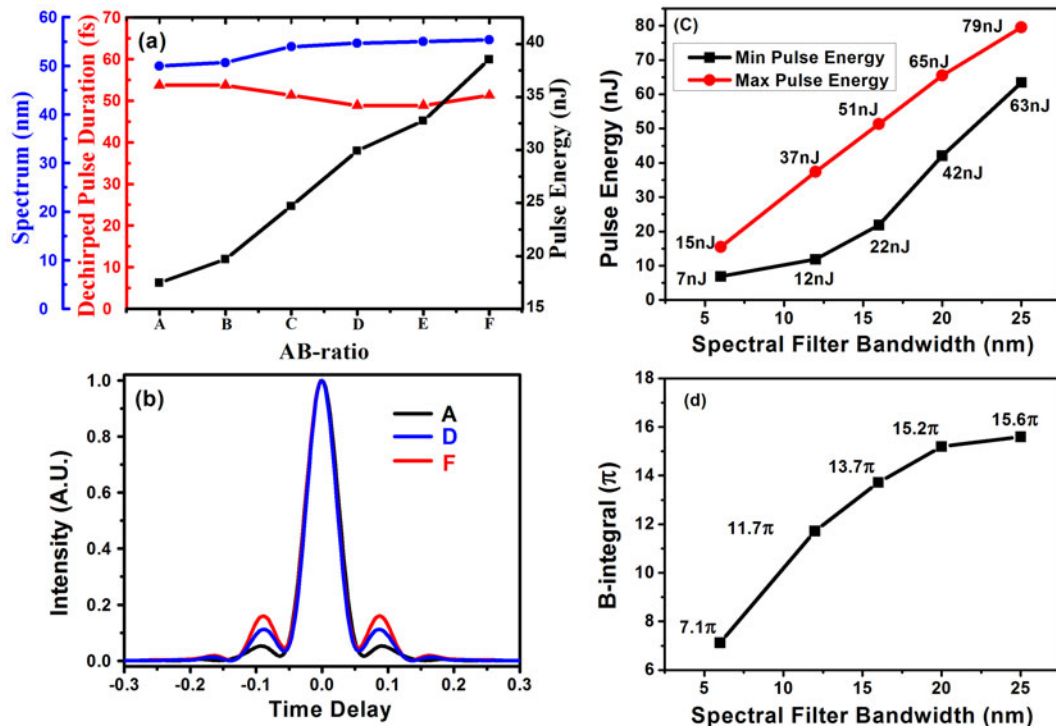 (a)
Spectrum (nm)
60
50
40
30
20
10
0
Dechirped Pulse Duration (fs)
70
60
50
40
30
20
10
0
40
35
30
25
20
15
Pulse Energy (nJ)
A B C D E F
AB-ratio
(b)
A
D
F
Intensity (A.U.)
1.0
0.8
0.6
0.4
0.2
0.0
-0.3 -0.2 -0.1 0.0 0.1 0.2 0.3
Time Delay
(C)
Min Pulse Energy
Max Pulse Energy
Pulse Energy (nJ)
80
70
60
50
40
30
20
10
0
79nJ
65nJ
51nJ
37nJ
15nJ
63nJ
42nJ
22nJ
12nJ
7nJ
5 10 15 20 25
Spectral Filter Bandwidth (nm)
(d)
B-integral (π)
18
16
14
12
10
8
6
15.6π
15.2π
13.7π
11.7π
7.1π
5 10 15 20 25
Spectral Filter Bandwidth (nm)